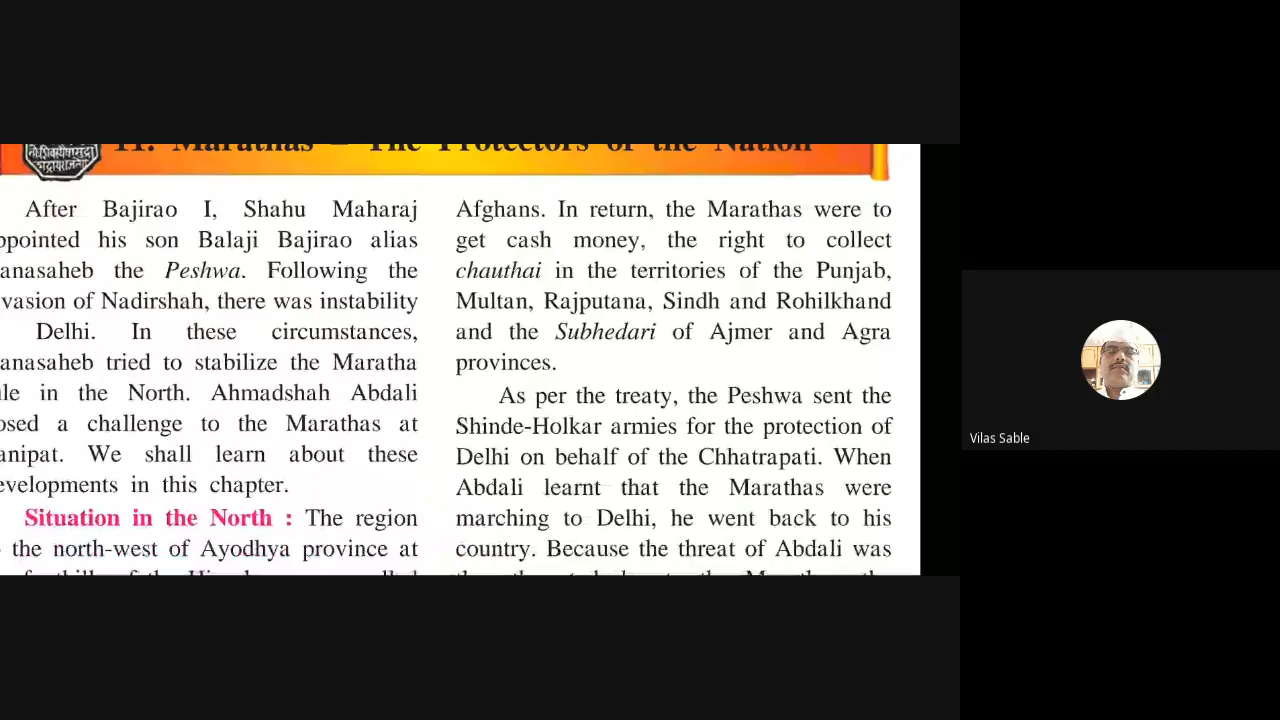 11. Marathas – The Protectors of the Nation
After Bajirao I, Shahu Maharaj
ppointed his son Balaji Bajirao alias
anasaheb the Peshwa. Following the
vasion of Nadirshah, there was instability
Delhi. In these circumstances,
anasaheb tried to stabilize the Maratha
le in the North. Ahmadshah Abdali
osed a challenge to the Marathas at
anipat. We shall learn about these
evelopments in this chapter.
Situation in the North : The region
the north-west of Ayodhya province at
Afghans. In return, the Marathas were to
get cash money, the right to collect
chauthai in the territories of the Punjab,
Multan, Rajputana, Sindh and Rohilkhand
and the Subhedari of Ajmer and Agra
provinces.
As per the treaty, the Peshwa sent the
Shinde-Holkar armies for the protection of
Delhi on behalf of the Chhatrapati. When
Abdali learnt that the Marathas were
marching to Delhi, he went back to his
country. Because the threat of Abdali was
Vilas Sable